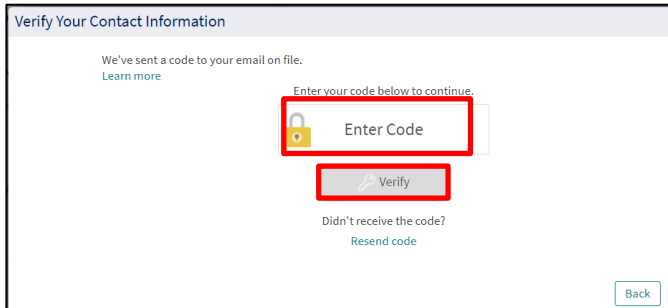 Verify Your Contact Information
We've sent a code to your email on file.
Learn more
Enter your code below to continue.
Enter Code
Verify
Didn't receive the code?
Resend code
Back